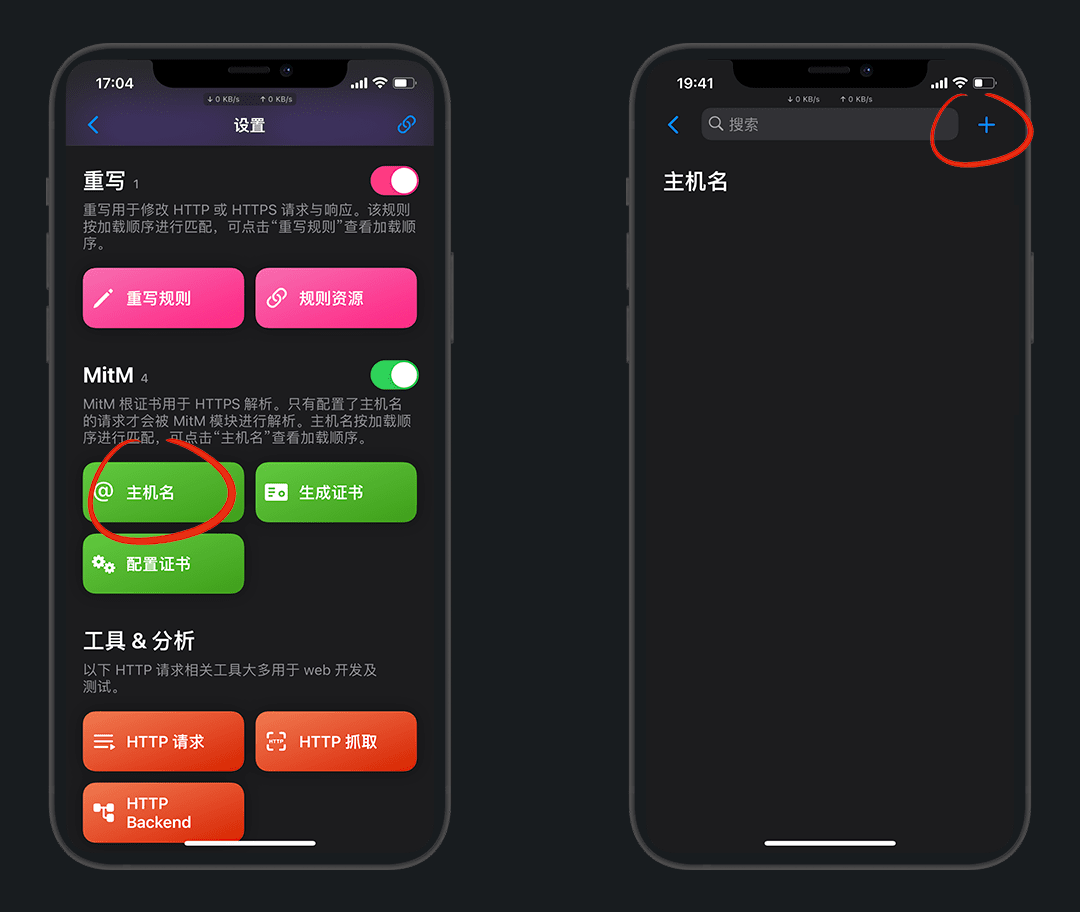 17:04
↓ 0 KB/s ↑ 0 KB/s
设置
重写 1
重写用于修改 HTTP 或 HTTPS 请求与响应。该规则
按加载顺序进行匹配，可点击“重写规则”查看加载顺
序。
重写规则
规则资源
MitM 4
MitM 根证书用于 HTTPS 解析。只有配置了主机名
的请求才会被 MitM 模块进行解析。主机名按加载顺
序进行匹配，可点击“主机名”查看加载顺序。
@ 主机名
生成证书
配置证书
工具 & 分析
以下 HTTP 请求相关工具大多用于 web 开发及
测试。
HTTP 请求
HTTP HTTP 抓取
HTTP
Backend
19:41
↓ 0 KB/s ↑ 0 KB/s
搜索
主机名